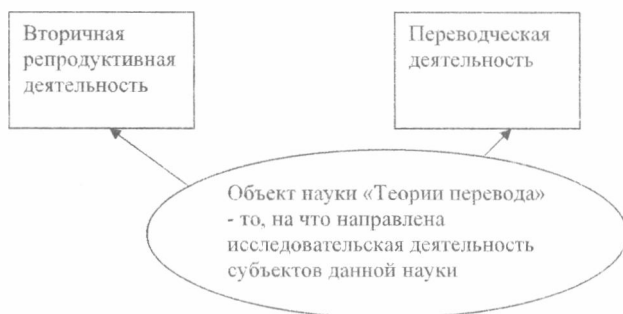 Вторичная
репродуктивная
деятельность
Переводческая
деятельность
Объект науки «Теории перевода»
- то, на что направлена
исследовательская деятельность
субъектов данной науки